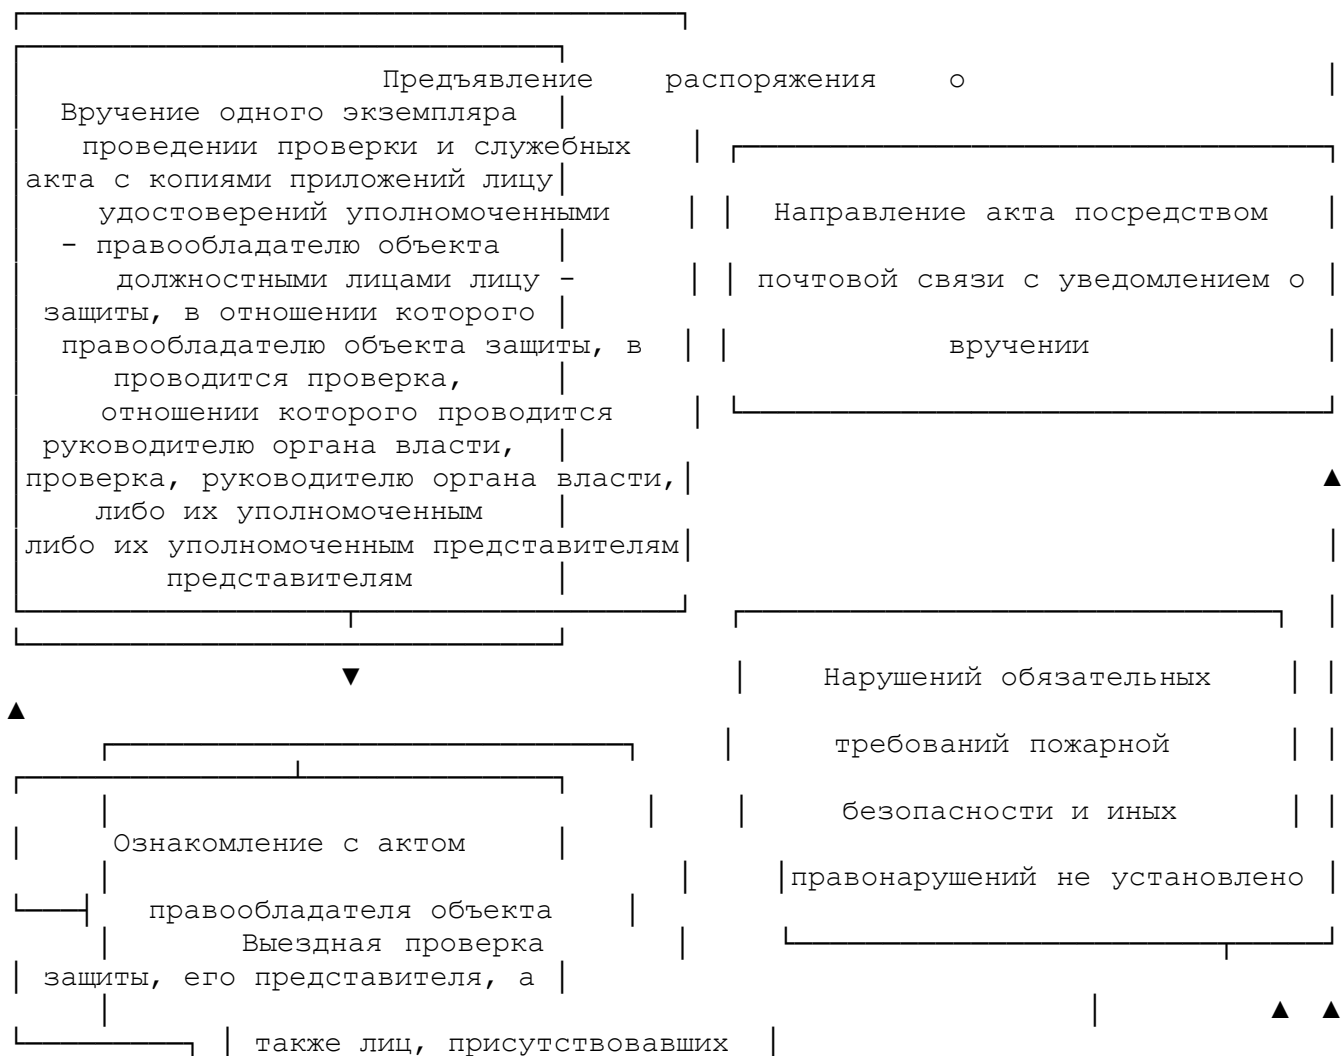 Предъявление распоряжения о
Вручение одного экземпляра
проведении проверки и служебных
акта с копиями приложений лицу
удостоверений уполномоченными Направление акта посредством
- правообладателю объекта
должностными лицами лицу - почтовой связи с уведомлением о
защиты, в отношении которого
правообладателю объекта защиты, в вручении
проводится проверка,
отношении которого проводится
руководителю органа власти,
проверка, руководителю органа власти,
либо их уполномоченным
либо их уполномоченным представителям
представителям
Нарушений обязательных
требований пожарной
безопасности и иных
Ознакомление с актом
правонарушений не установлено
правообладателя объекта
Выездная проверка
защиты, его представителя, а
также лиц, присутствовавших